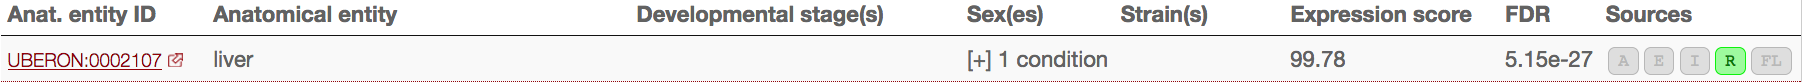 Anat. entity ID Anatomical entity Developmental stage(s) Sex(es) Strain(s) Expression score FDR Sources
UBERON:0002107 liver [+] 1 condition 99.78 5.15e-27 A E I R FL